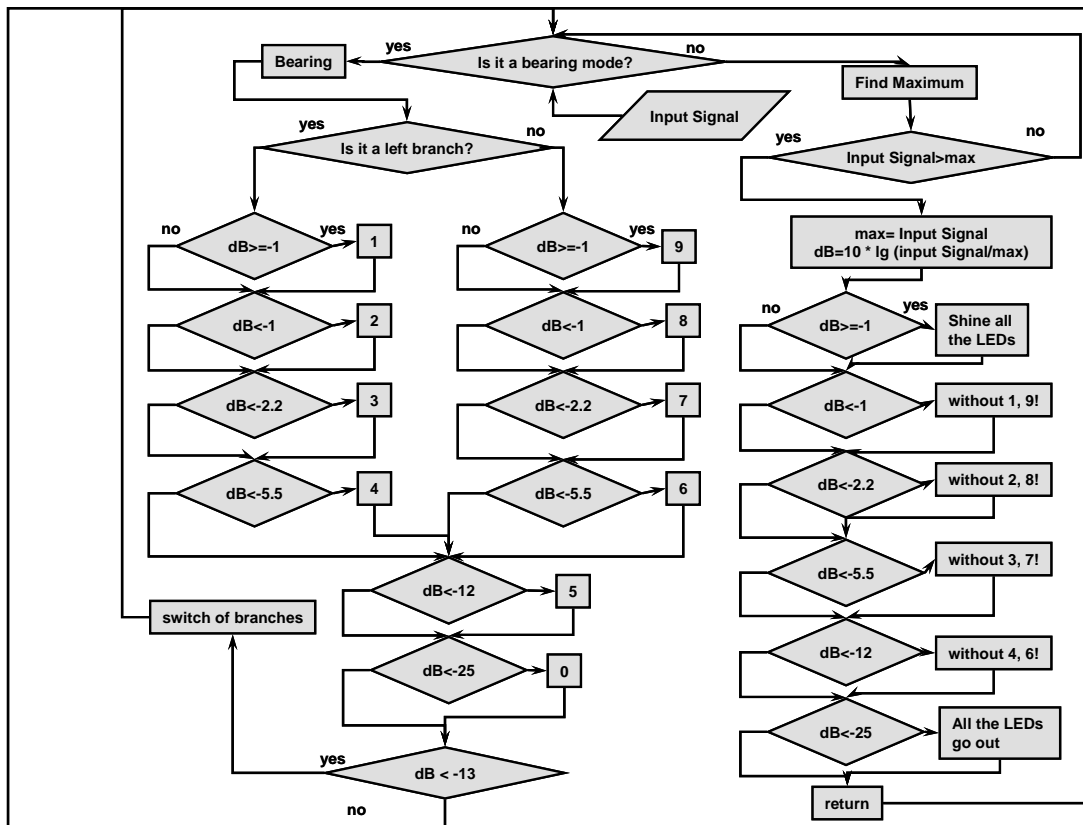 yes
no
Bearing
Is it a bearing mode?
Find Maximum
Input Signal
yes
no
Is it a left branch?
yes
no
Input Signal>max
max= Input Signal
dB=10 * lg (input Signal/max)
no
dB>=-1
yes
1
no
dB>=-1
yes
9
dB<-1
2
dB<-1
8
dB<-2.2
3
dB<-2.2
7
dB<-5.5
4
dB<-5.5
6
dB<-12
5
dB<-25
0
switch of branches
yes
dB < -13
no
no
yes
dB>=-1
Shine all
the LEDs
dB<-1
without 1, 9!
dB<-2.2
without 2, 8!
dB<-5.5
without 3, 7!
dB<-12
without 4, 6!
dB<-25
All the LEDs
go out
return